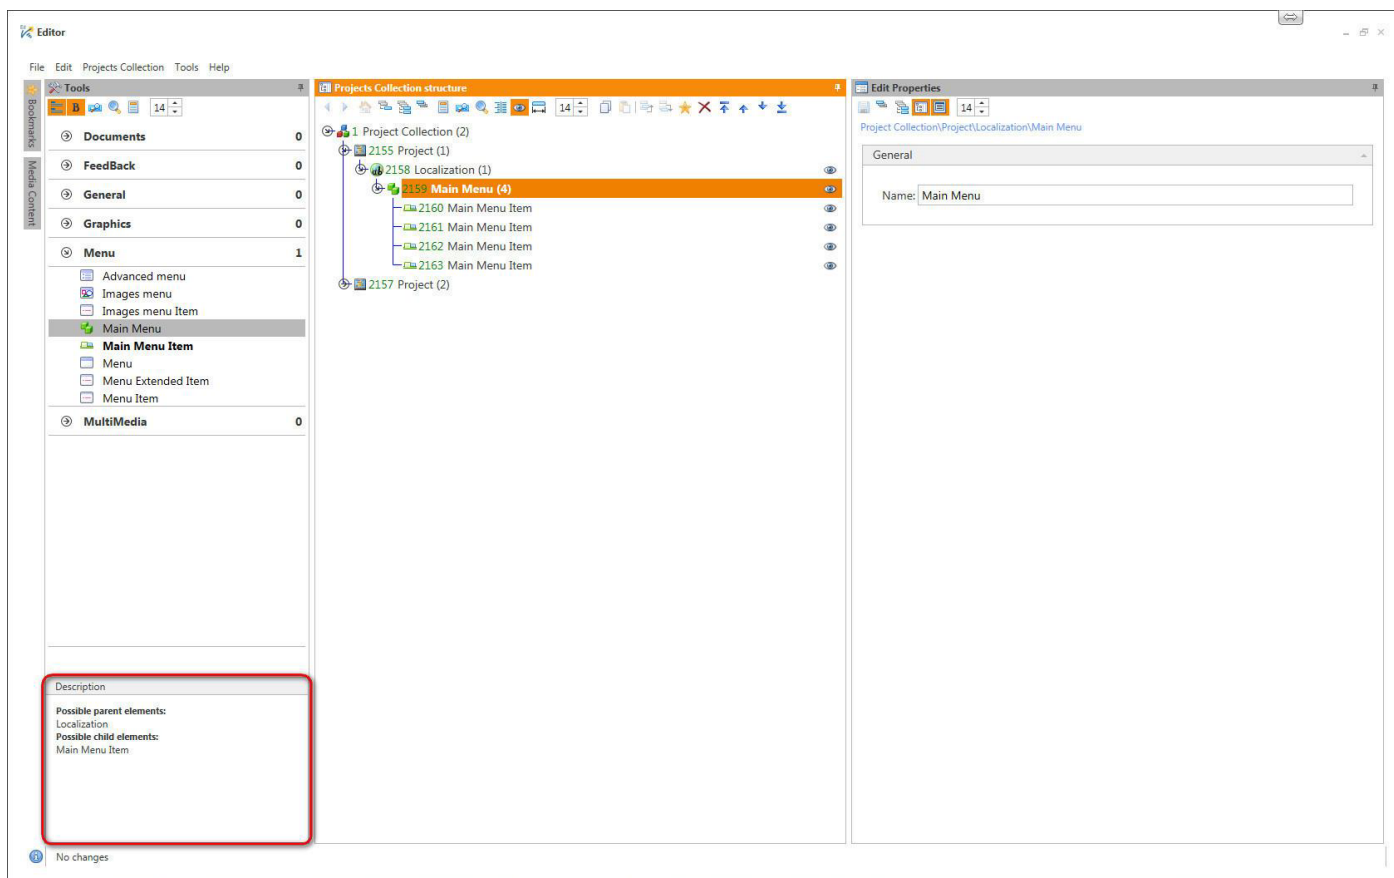 Editor
File Edit Projects Collection Tools Help
Bookmarks
Media Content
Tools
B 14
Documents 0
FeedBack 0
General 0
Graphics 0
Menu 1
Advanced menu
Images menu
Images menu Item
Main Menu
Main Menu Item
Menu
Menu Extended Item
Menu Item
MultiMedia 0
Description
Possible parent elements:
Localization
Possible child elements:
Main Menu Item
Projects Collection structure
14
1 Project Collection (2)
2155 Project (1)
2158 Localization (1)
2159 Main Menu (4)
2160 Main Menu Item
2161 Main Menu Item
2162 Main Menu Item
2163 Main Menu Item
2157 Project (2)
Edit Properties
14
Project Collection\Project\Localization\Main Menu
General
Name: Main Menu
No changes